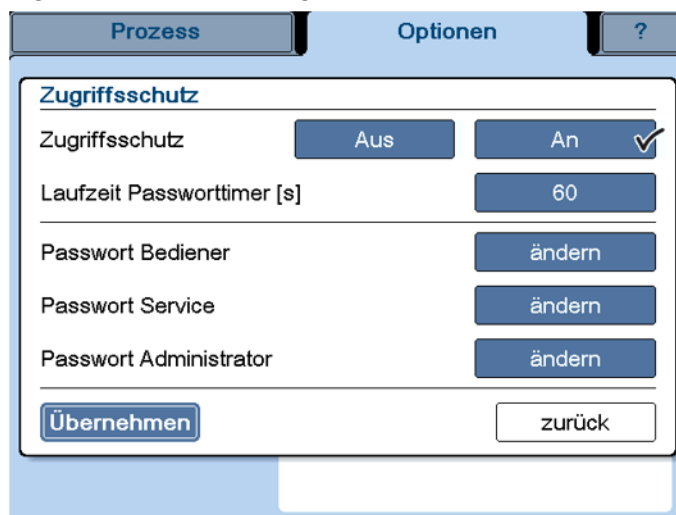 Prozess Optionen ?
Zugriffsschutz
Zugriffsschutz Aus An
Laufzeit Passworttimer [s] 60
Passwort Bediener ändern
Passwort Service ändern
Passwort Administrator ändern
Übernehmen zurück